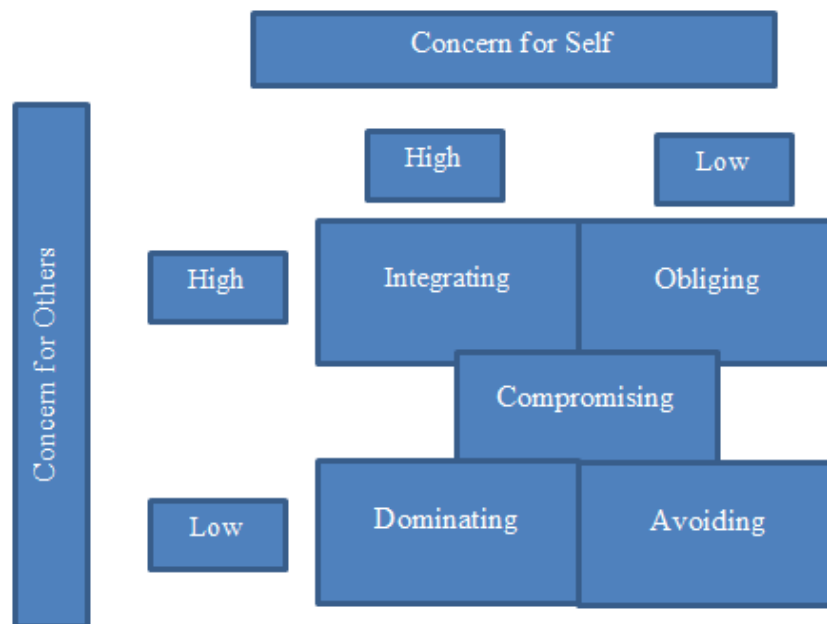 Concern for Self
High
Low
Concern for Others
High
Integrating
Obliging
Compromising
Low
Dominating
Avoiding